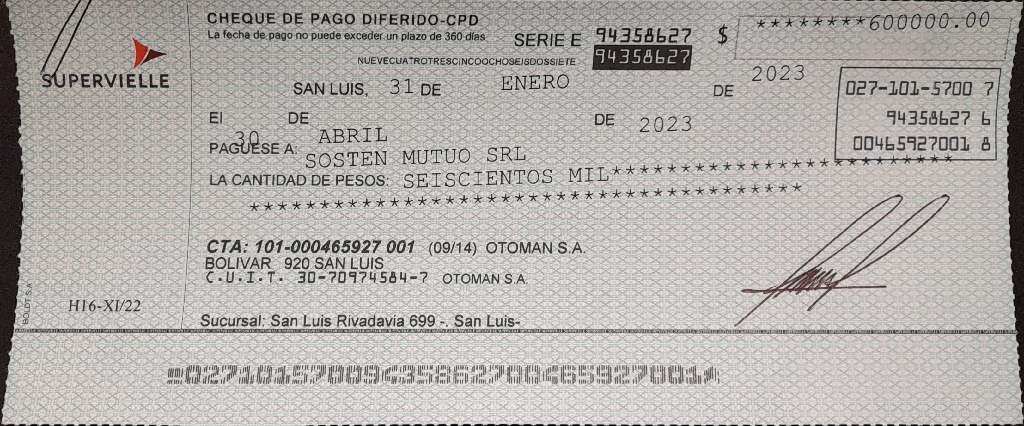 CHEQUE DE PAGO DIFERIDO-CPD
La fecha de pago no puede exceder un plazo de 360 días
SERIE E 94358627 $ ********600000.00
94358627
NUEVECUATROTRESCINCOOCHOSEISDOSSIETE
SUPERVIELLE
SAN LUIS, 31 DE ENERO DE 2023
027-101-5700 7
94358627 6
00465927001 8
El 30 DE ABRIL DE 2023
PAGUESE A: SOSTEN MUTUO SRL
LA CANTIDAD DE PESOS: SEISCIENTOS MIL***********************
*************************************
CTA: 101-000465927 001 (09/14) OTOMAN S.A.
BOLIVAR 920 SAN LUIS
C.U.I.T. 30-70974584-7 OTOMAN S.A.
BOLDT S.A.
H16-XI/22
Sucursal: San Luis Rivadavia 699 -. San Luis-
02710157009435862700465927001